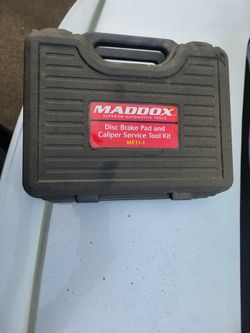 MADDOX
SUPERIOR AUTOMOTIVE TOOLS
Disc Brake Pad and
Caliper Service Tool Kit
MF11-1